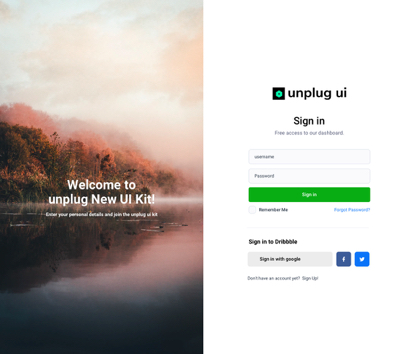 unplug ui
Sign in
Free access to our dashboard.
username
Password
Sign in
Remember Me
Forgot Password?
Sign in to Dribbble
Sign in with google
Don't have an account yet? Sign Up!
Welcome to
unplug New UI Kit!
Enter your personal details and join the unplug ui kit